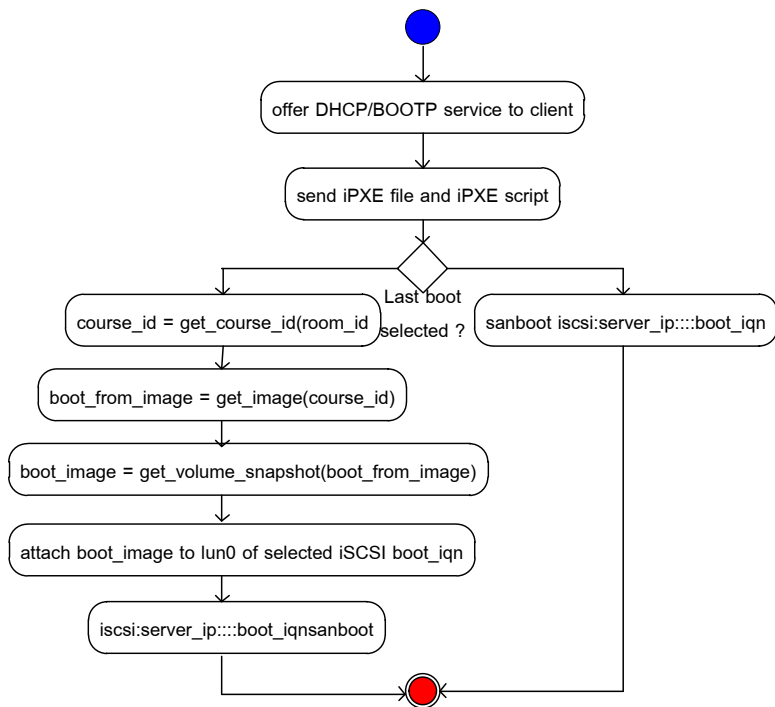 offer DHCP/BOOTP service to client
send iPXE file and iPXE script
Last boot
selected ?
course_id = get_course_id(room_id
sanboot iscsi:server_ip::::boot_iqn
boot_from_image = get_image(course_id)
boot_image = get_volume_snapshot(boot_from_image)
attach boot_image to lun0 of selected iSCSI boot_iqn
iscsi:server_ip::::boot_iqnsanboot